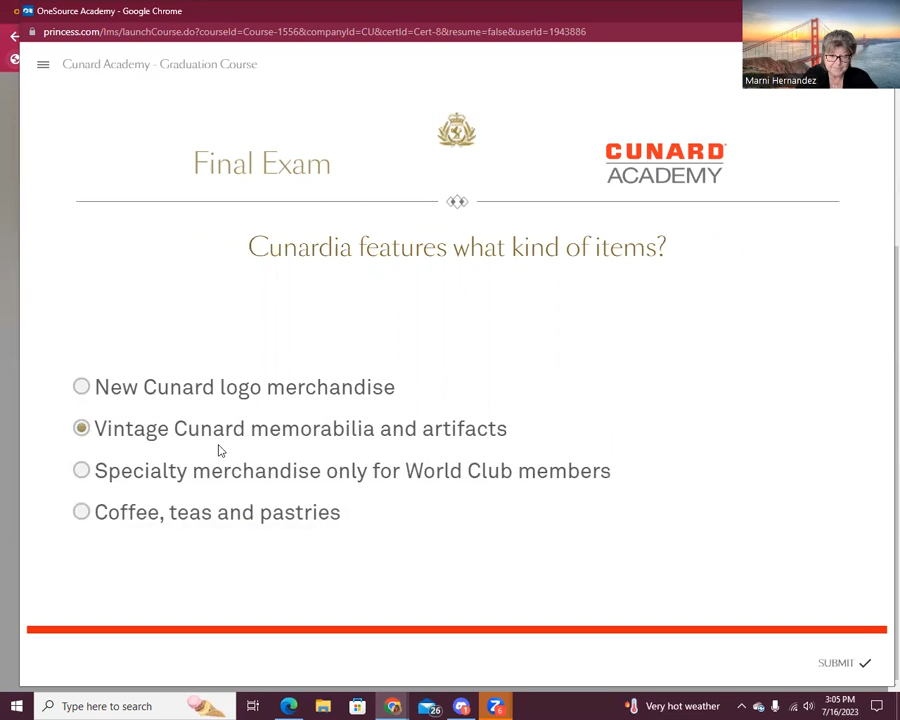 OneSource Academy - Google Chrome
princess.com/lms/launchCourse.do?courseId=Course-1556&companyId=CU&certId=Cert-8&resume=false&userId=1943886
Cunard Academy - Graduation Course
Marni Hernandez
Final Exam
CUNARD
ACADEMY
Cunardia features what kind of items?
New Cunard logo merchandise
Vintage Cunard memorabilia and artifacts
Specialty merchandise only for World Club members
Coffee, teas and pastries
SUBMIT
Type here to search
26
6
Very hot weather
3:05 PM
7/16/2023